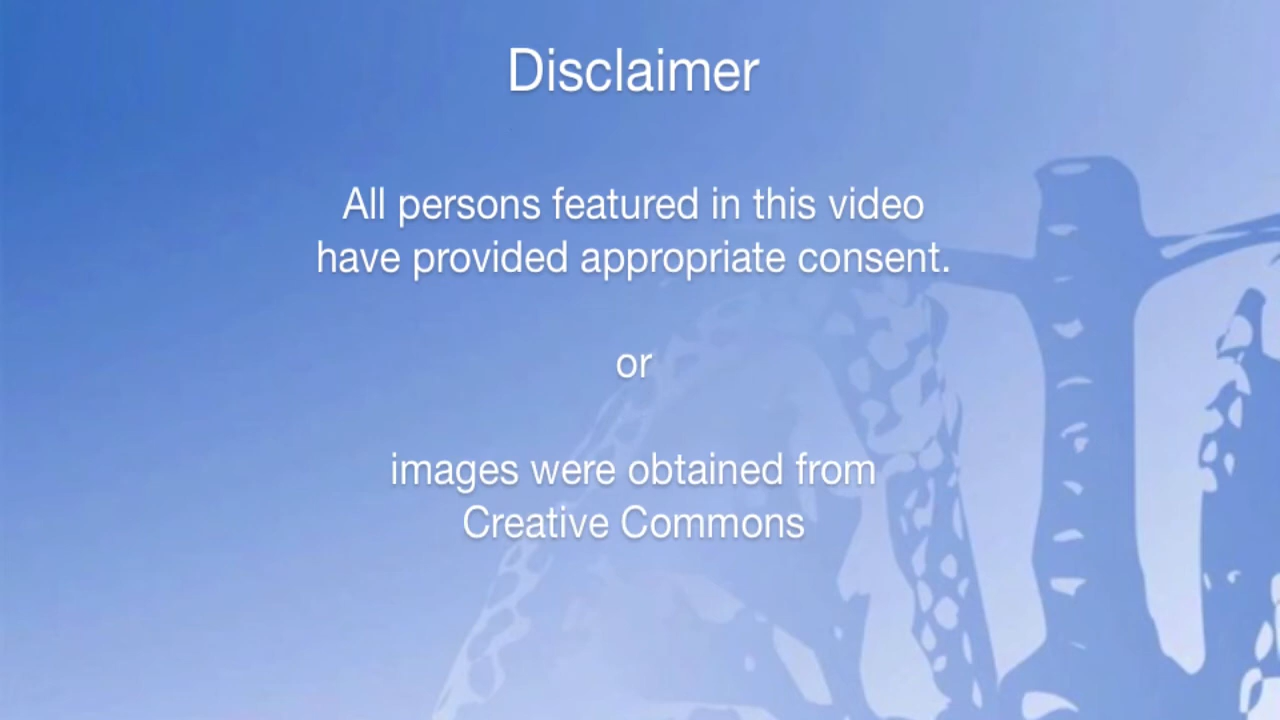 Disclaimer
All persons featured in this video
have provided appropriate consent.
or
images were obtained from
Creative Commons